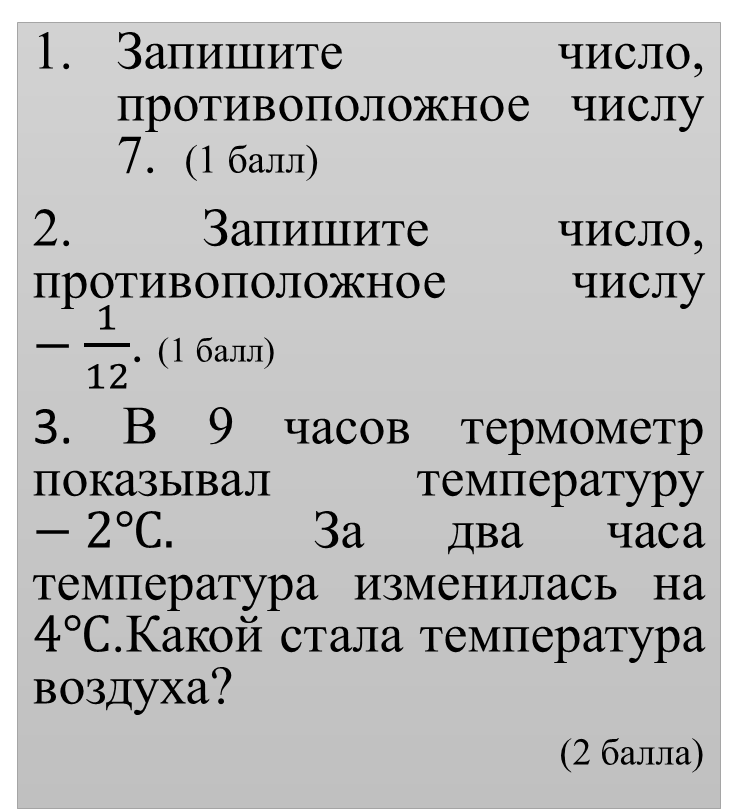 1. Запишите число,
противоположное числу
7. (1 балл)
2. Запишите число,
противоположное числу
− 1/12. (1 балл)
3. В 9 часов термометр
показывал температуру
− 2°C. За два часа
температура изменилась на
4°C.Какой стала температура
воздуха?
(2 балла)